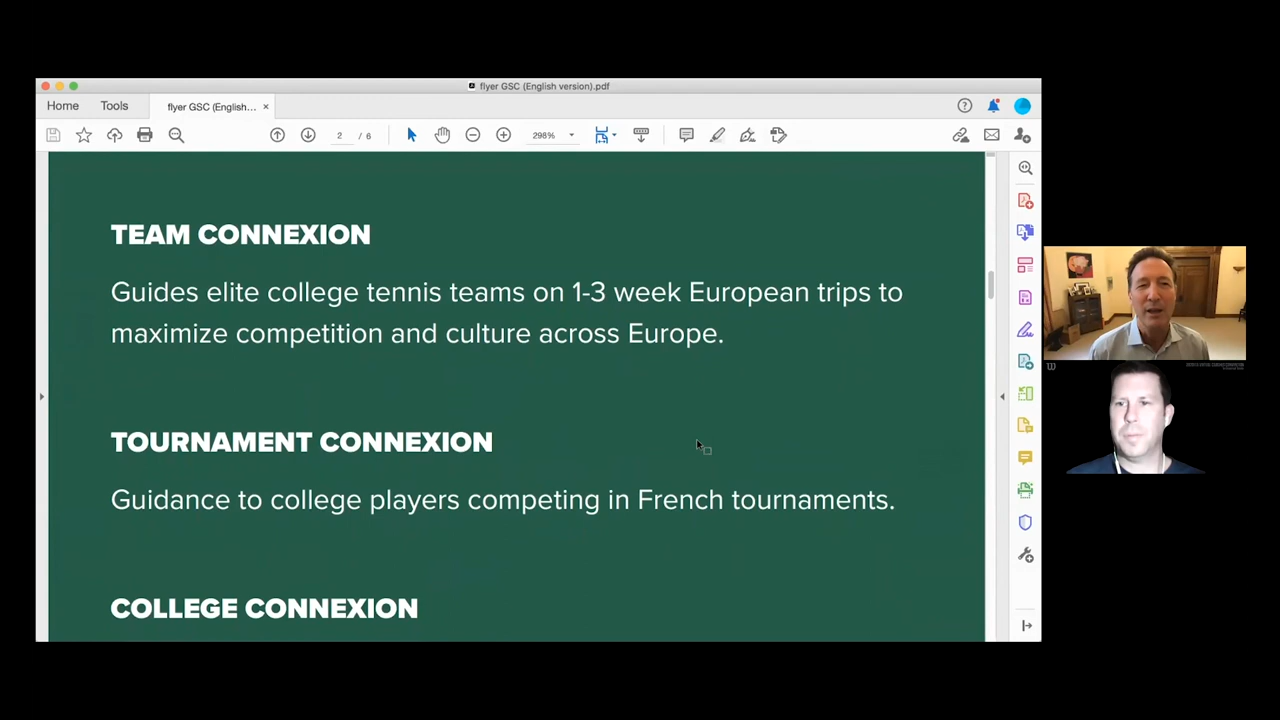 flyer GSC (English version).pdf
Home
Tools
flyer GSC (English... ×
2 / 6
298%
TEAM CONNEXION
Guides elite college tennis teams on 1-3 week European trips to
maximize competition and culture across Europe.
TOURNAMENT CONNEXION
Guidance to college players competing in French tournaments.
COLLEGE CONNEXION